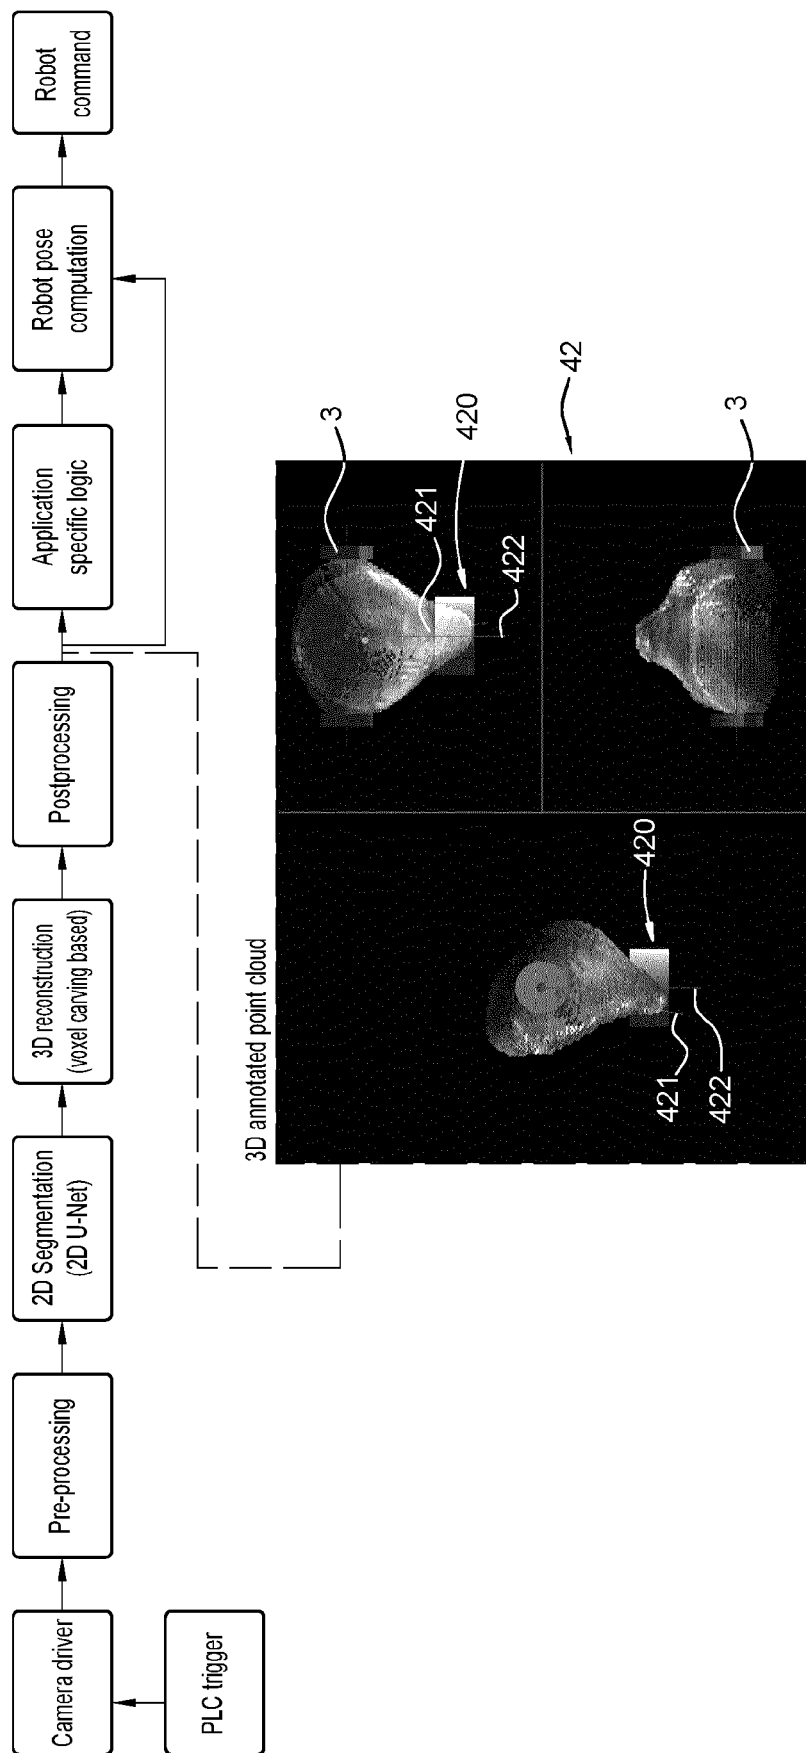 Camera driver
PLC trigger
Pre-processing
2D Segmentation
(2D U-Net)
3D reconstruction
(voxel carving based)
Postprocessing
Application
specific logic
Robot pose
computation
Robot
command
3D annotated point cloud
421
422
420
3
421
420
422
42
3